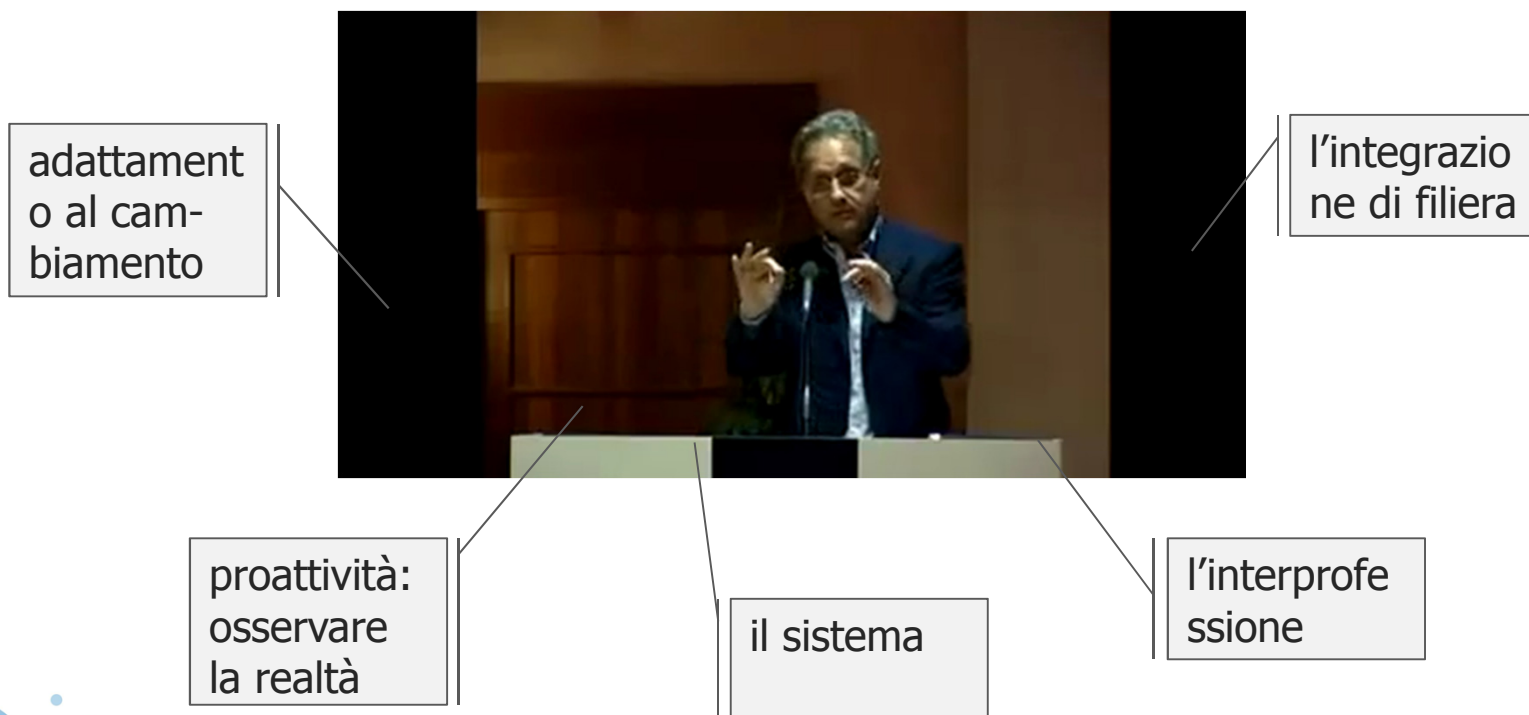 adattament
o al cam-
biamento
l’integrazio
ne di filiera
proattività:
osservare
la realtà
il sistema
l’interprofe
ssione